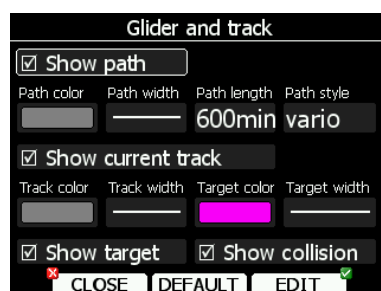 Glider and track
Show path
Path color Path width Path length Path style
600min vario
Show current track
Track color Track width Target color Target width
Show target Show collision
CLOSE DEFAULT EDIT